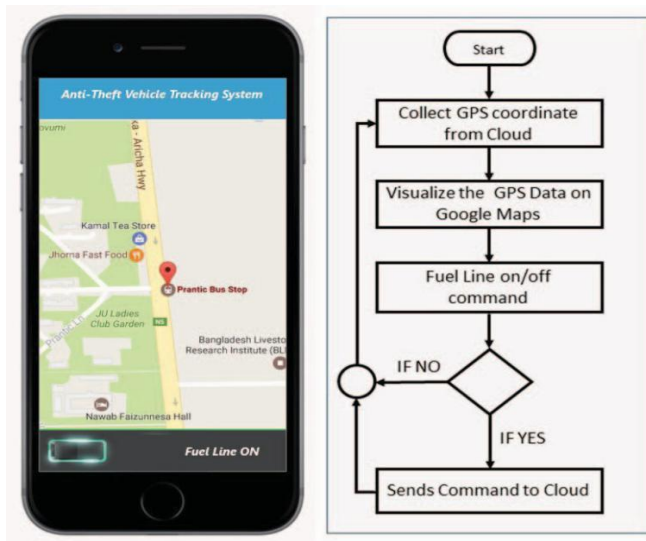 Anti-Theft Vehicle Tracking System
ovumi
ka - Aricha Hwy
Kamal Tea Store
Jhorna Fast Food
Prantic Bus Stop
JU Ladies
Club Garden
N5
Prantic Ln
Bangladesh Livesto
Research Institute (BL
Nawab Faizunnesa Hall
Fuel Line ON
Start
Collect GPS coordinate
from Cloud
Visualize the GPS Data on
Google Maps
Fuel Line on/off
command
IF NO
IF YES
Sends Command to Cloud